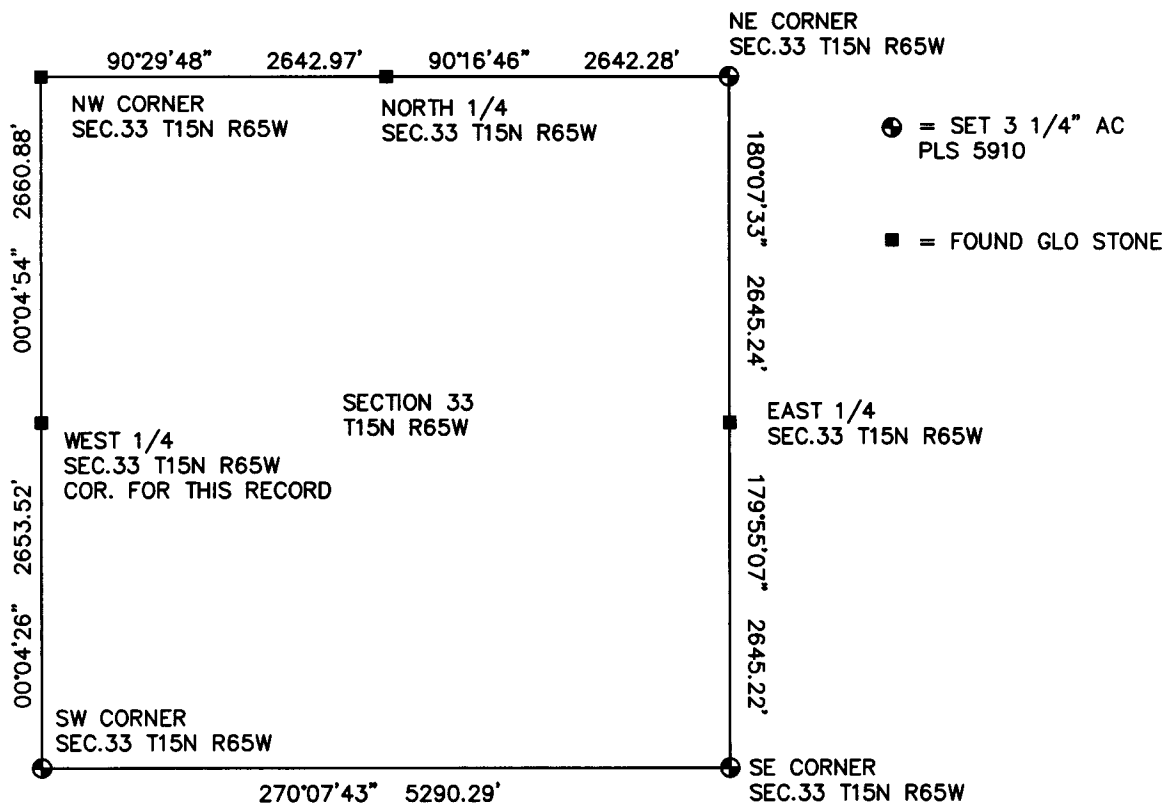 NE CORNER
SEC.33 T15N R65W
90°29'48" 2642.97' 90°16'46" 2642.28'
NW CORNER
SEC.33 T15N R65W
NORTH 1/4
SEC.33 T15N R65W
= SET 3 1/4" AC
PLS 5910
= FOUND GLO STONE
00°04'54" 2660.88'
180°07'33" 2645.24'
SECTION 33
T15N R65W
EAST 1/4
SEC.33 T15N R65W
WEST 1/4
SEC.33 T15N R65W
COR. FOR THIS RECORD
00°04'26" 2653.52'
179°55'07" 2645.22'
SW CORNER
SEC.33 T15N R65W
SE CORNER
SEC.33 T15N R65W
270°07'43" 5290.29'